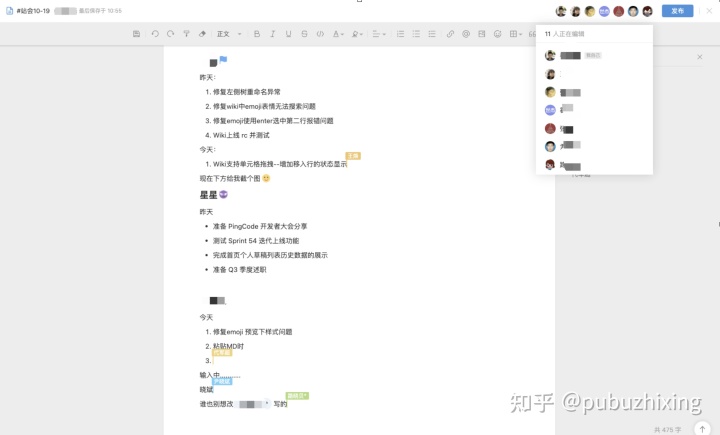 #站会10-19 最后保存于 10:55
发布
正文
11 人正在编辑
昨天：
1. 修复左侧树重命名异常
2. 修复wiki中emoji表情无法搜索问题
3. 修复emoji使用enter选中第二行报错问题
4. Wiki上线 rc 并测试
今天：
1. Wiki支持单元格拖拽--增加移入行的状态显示
现在下方给我截个图
星星
昨天
• 准备 PingCode 开发者大会分享
• 测试 Sprint 54 迭代上线功能
• 完成首页个人草稿列表历史数据的展示
• 准备 Q3 季度述职
今天
1. 修复emoji 预览下样式问题
2. 粘贴MD时
3.
输入中...........
晓斌
谁也别想改 写的
知乎 @pubuzhixing
共 475 字